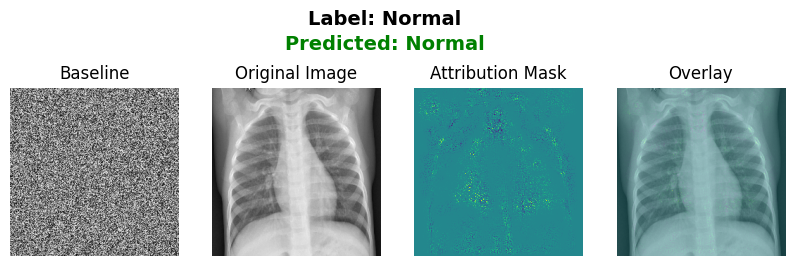 Label: Normal
Predicted: Normal
Baseline
Original Image
Attribution Mask
Overlay